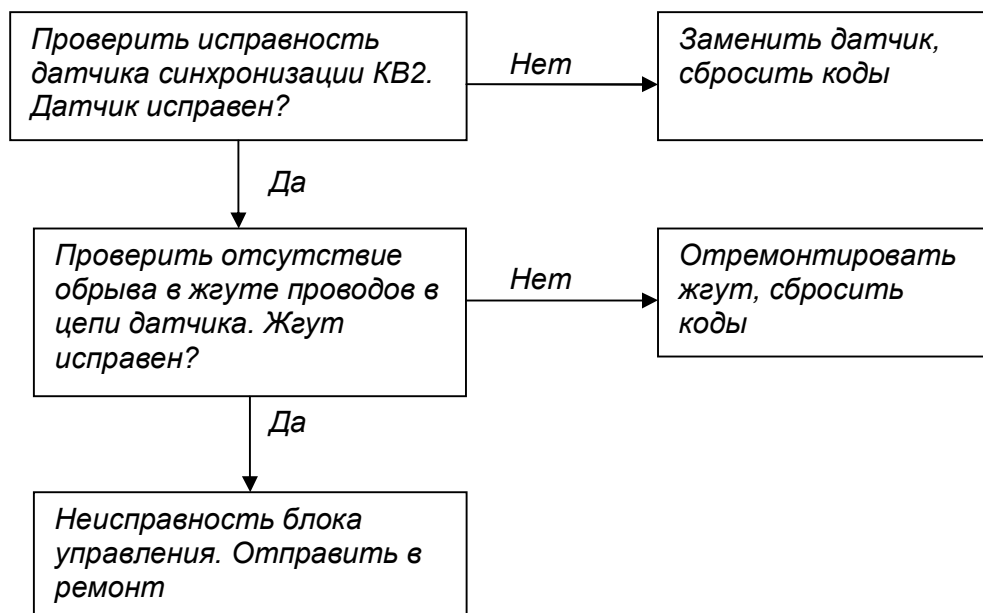 Проверить исправность
датчика синхронизации КВ2.
Датчик исправен?
Нет
Заменить датчик,
сбросить коды
Да
Проверить отсутствие
обрыва в жгуте проводов в
цепи датчика. Жгут
исправен?
Нет
Отремонтировать
жгут, сбросить
коды
Да
Неисправность блока
управления. Отправить в
ремонт